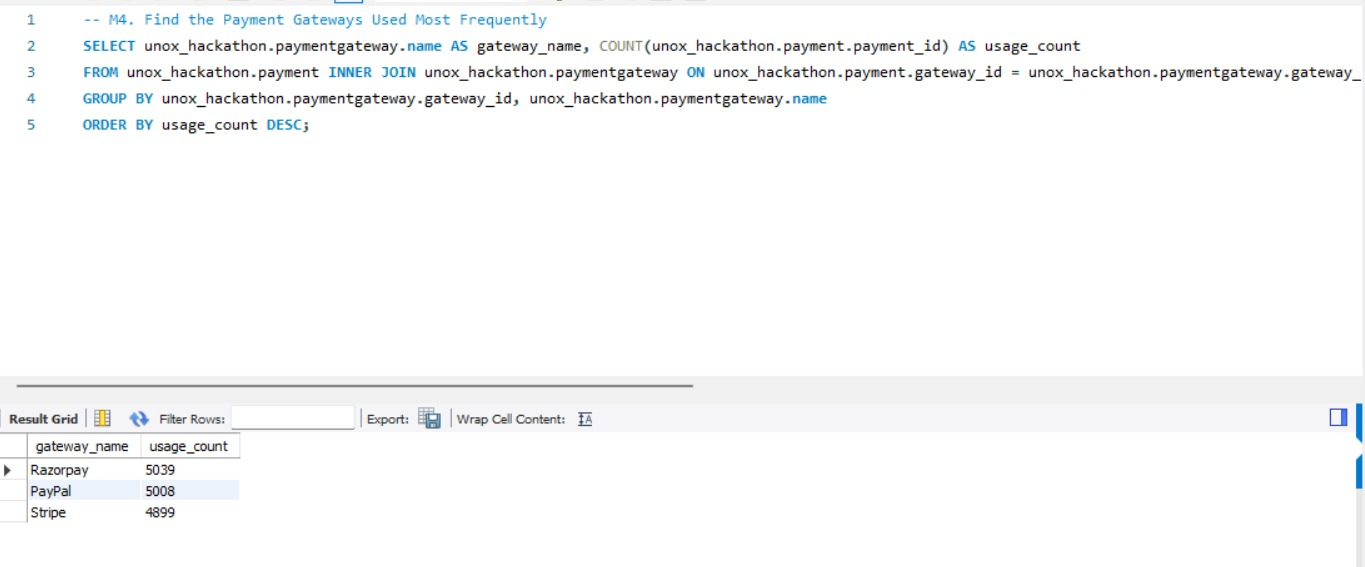 1 -- M4. Find the Payment Gateways Used Most Frequently
2 SELECT unox_hackathon.paymentgateway.name AS gateway_name, COUNT(unox_hackathon.payment.payment_id) AS usage_count
3 FROM unox_hackathon.payment INNER JOIN unox_hackathon.paymentgateway ON unox_hackathon.payment.gateway_id = unox_hackathon.paymentgateway.gateway_
4 GROUP BY unox_hackathon.paymentgateway.gateway_id, unox_hackathon.paymentgateway.name
5 ORDER BY usage_count DESC;
Result Grid Filter Rows: Export: Wrap Cell Content: IA
gateway_name usage_count
Razorpay 5039
PayPal 5008
Stripe 4899